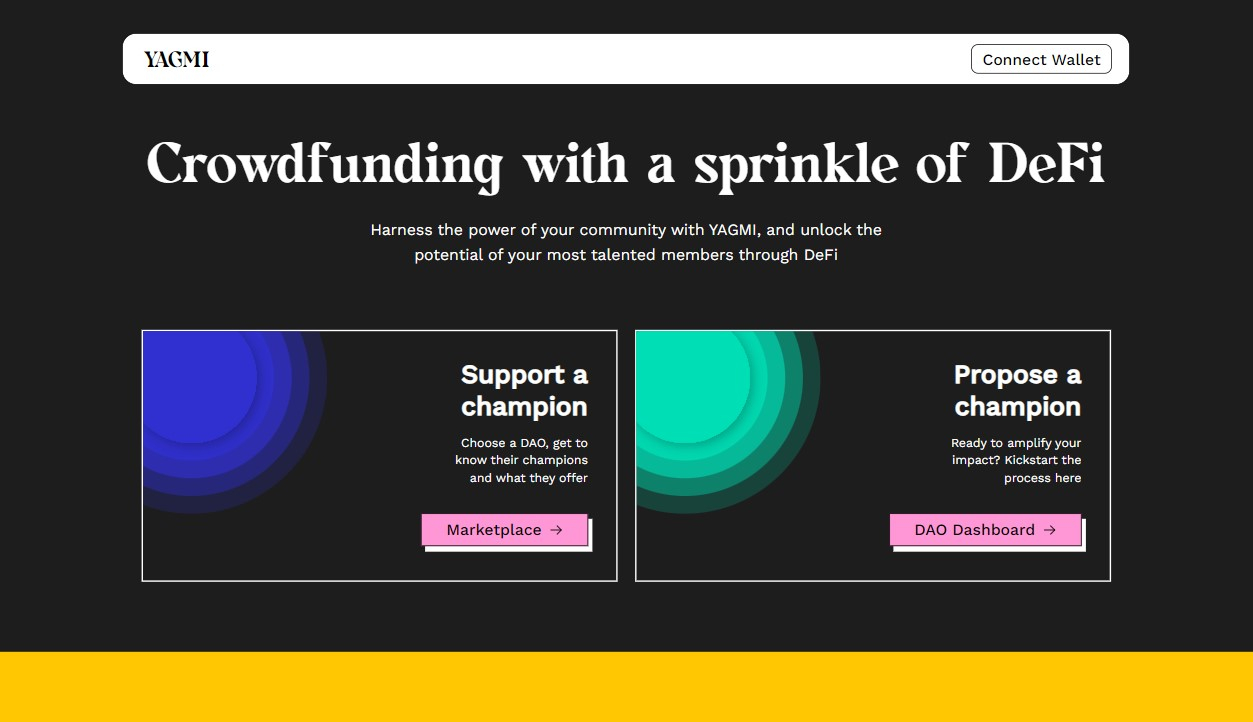 YAGMI
Connect Wallet
Crowdfunding with a sprinkle of DeFi
Harness the power of your community with YAGMI, and unlock the
potential of your most talented members through DeFi
Support a
champion
Choose a DAO, get to
know their champions
and what they offer
Marketplace →
Propose a
champion
Ready to amplify your
impact? Kickstart the
process here
DAO Dashboard →